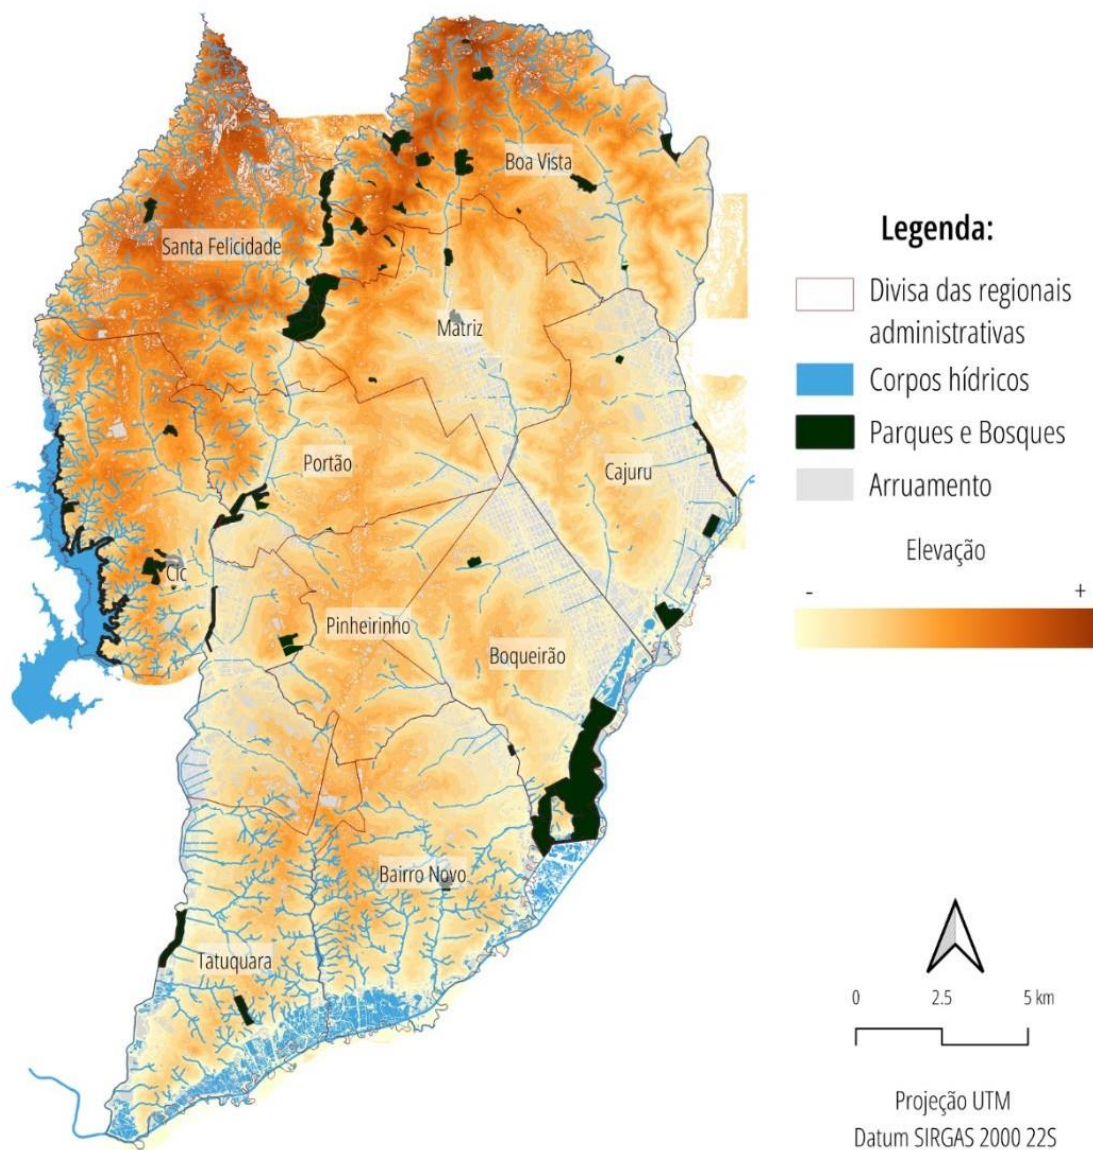 Boa Vista
Santa Felicidade
Matriz
Portão
Cajuru
Cic
Pinheirinho
Boqueirão
Bairro Novo
Tatuquara
Legenda:
Divisa das regionais
administrativas
Corpos hídricos
Parques e Bosques
Arruamento
Elevação
- +
0 2.5 5 km
Projeção UTM
Datum SIRGAS 2000 22S